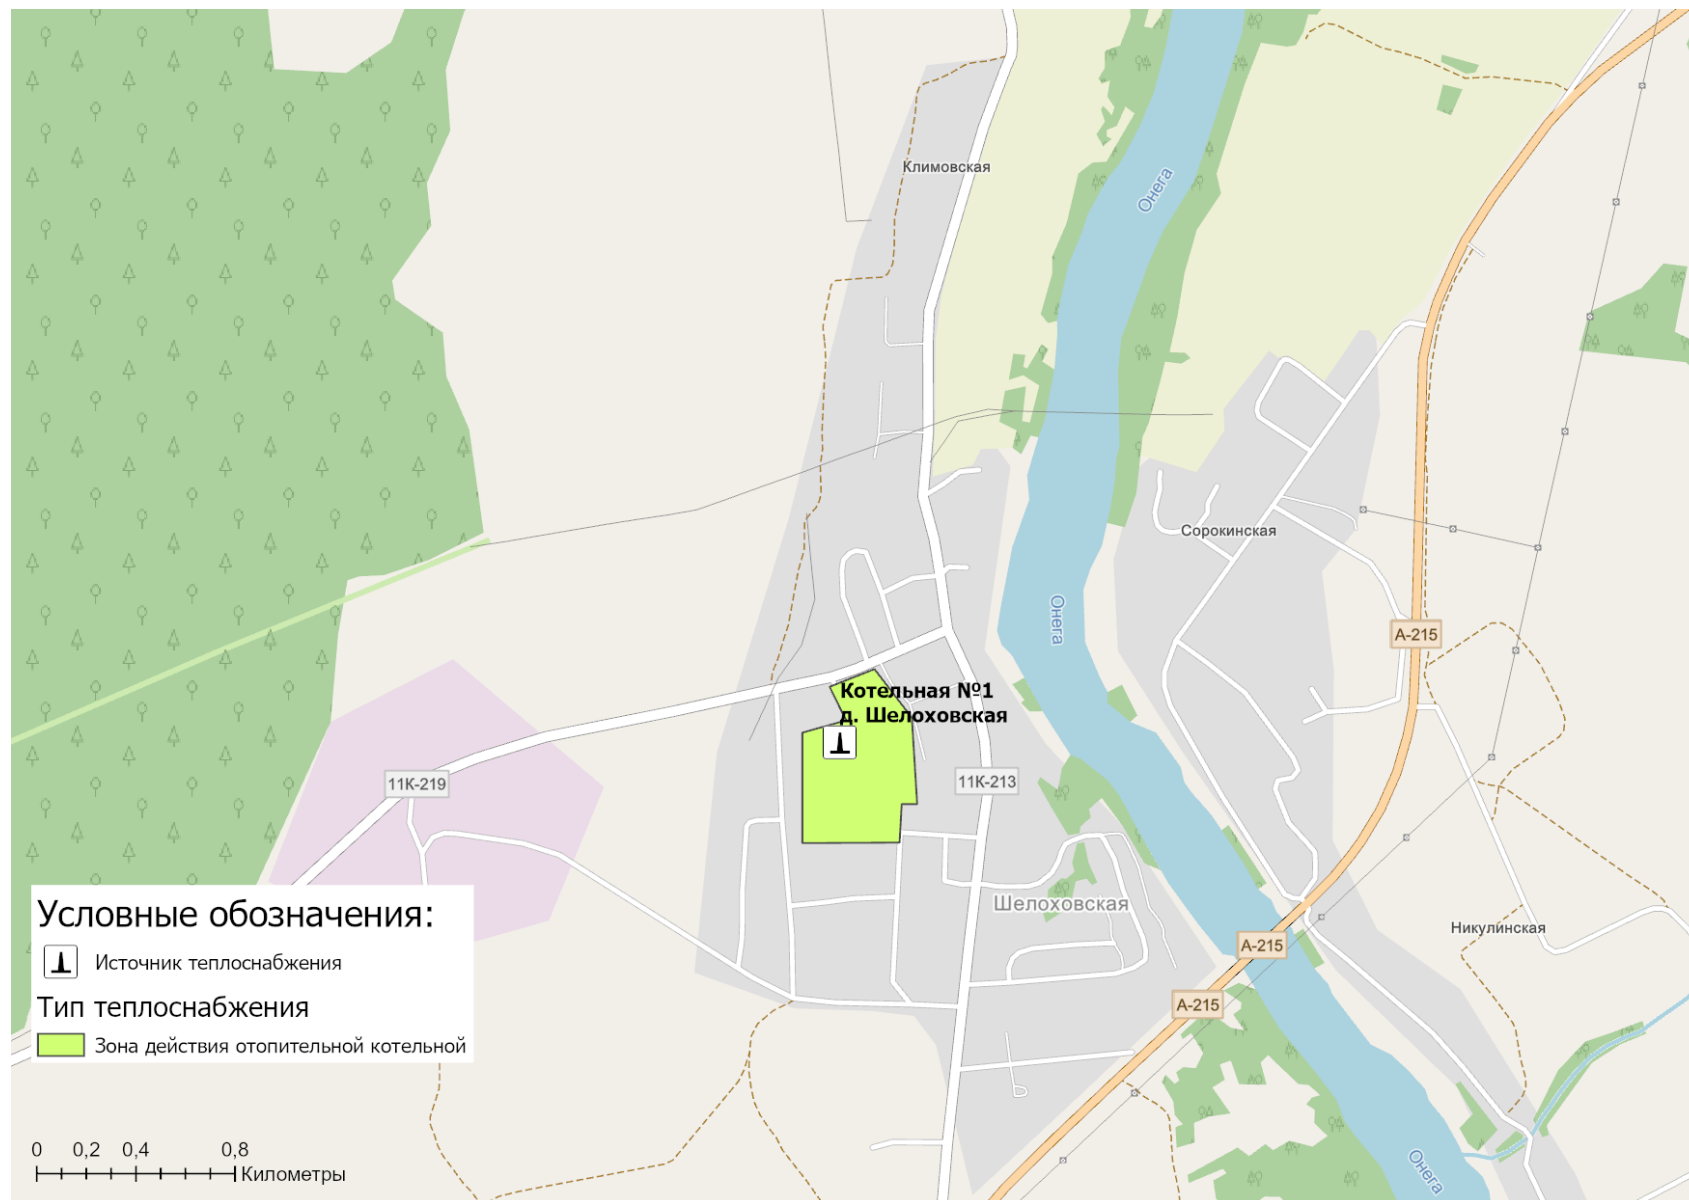 Климовская
Онега
Сорокинская
Онега
А-215
Котельная №1
д. Шелоховская
11К-219
11К-213
Шелоховская
Никулинская
А-215
А-215
Онега
Условные обозначения:
Источник теплоснабжения
Тип теплоснабжения
Зона действия отопительной котельной
0 0,2 0,4 0,8
Километры